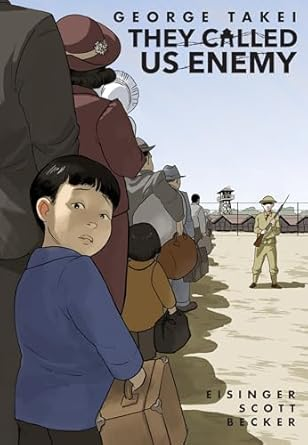 GEORGE TAKEI
THEY CALLED
US ENEMY
EISINGER
SCOTT
BECKER